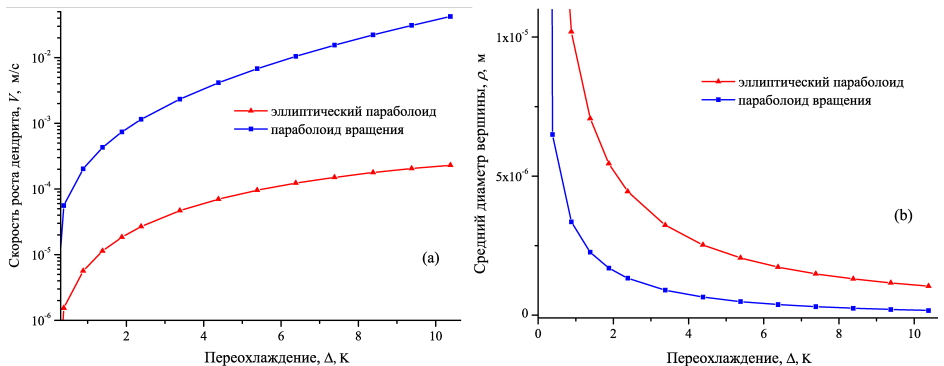 Скорость роста дендрита, V, м/с
10⁻²
10⁻³
10⁻⁴
10⁻⁵
10⁻⁶
эллиптический параболоид
параболоид вращения
(a)
2 4 6 8 10
Переохлаждение, Δ, K
Средний диаметр вершины, ρ, м
1x10⁻⁵
5x10⁻⁶
0
эллиптический параболоид
параболоид вращения
(b)
0 2 4 6 8 10
Переохлаждение, Δ, K